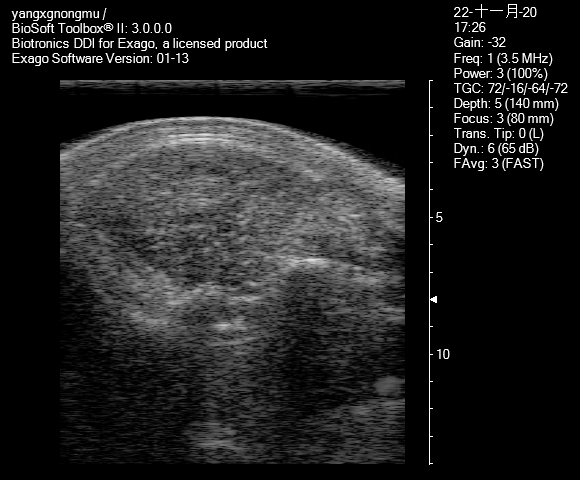 yangxgnongmu /
BioSoft Toolbox® II: 3.0.0.0
Biotronics DDI for Exago, a licensed product
Exago Software Version: 01-13
22-十一月-20
17:26
Gain: -32
Freq: 1 (3.5 MHz)
Power: 3 (100%)
TGC: 72/-16/-64/-72
Depth: 5 (140 mm)
Focus: 3 (80 mm)
Trans. Tip: 0 (L)
Dyn.: 6 (65 dB)
FAvg: 3 (FAST)
5
10